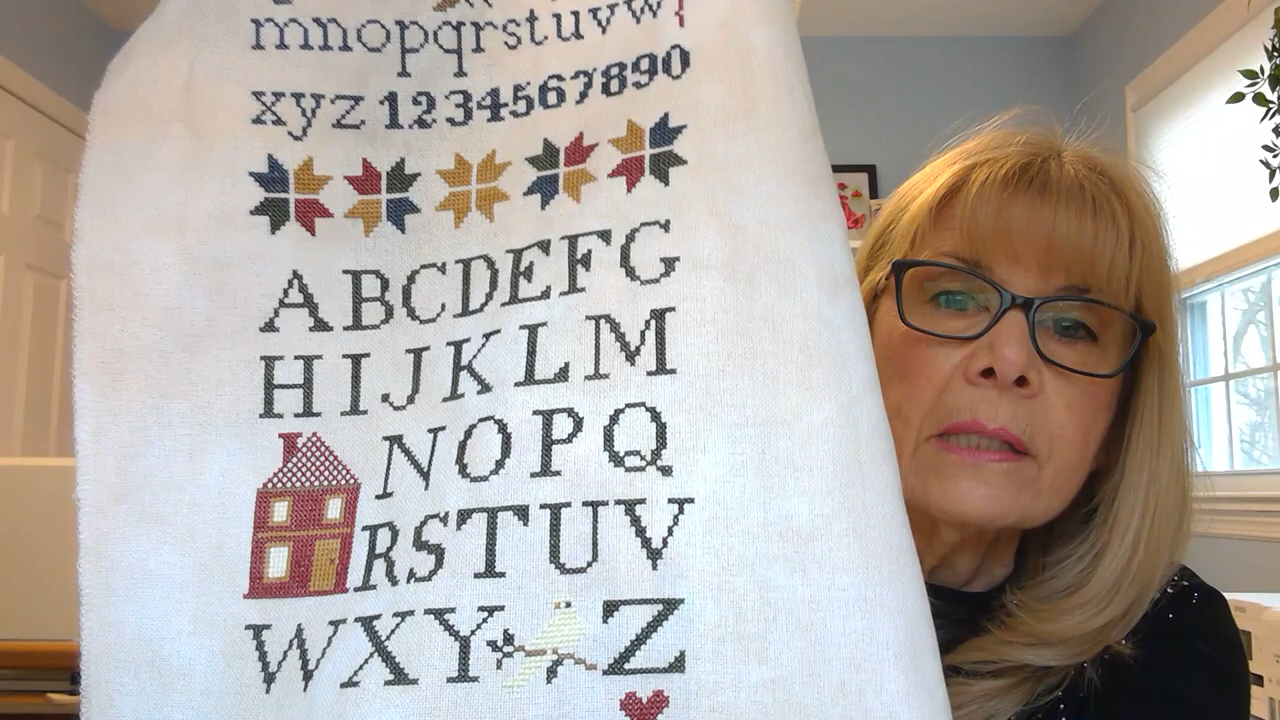 mnopqrstuvw
xyz 1234567890
ABCDEFG
HIJKLM
NOPQ
RSTUV
WXY Z